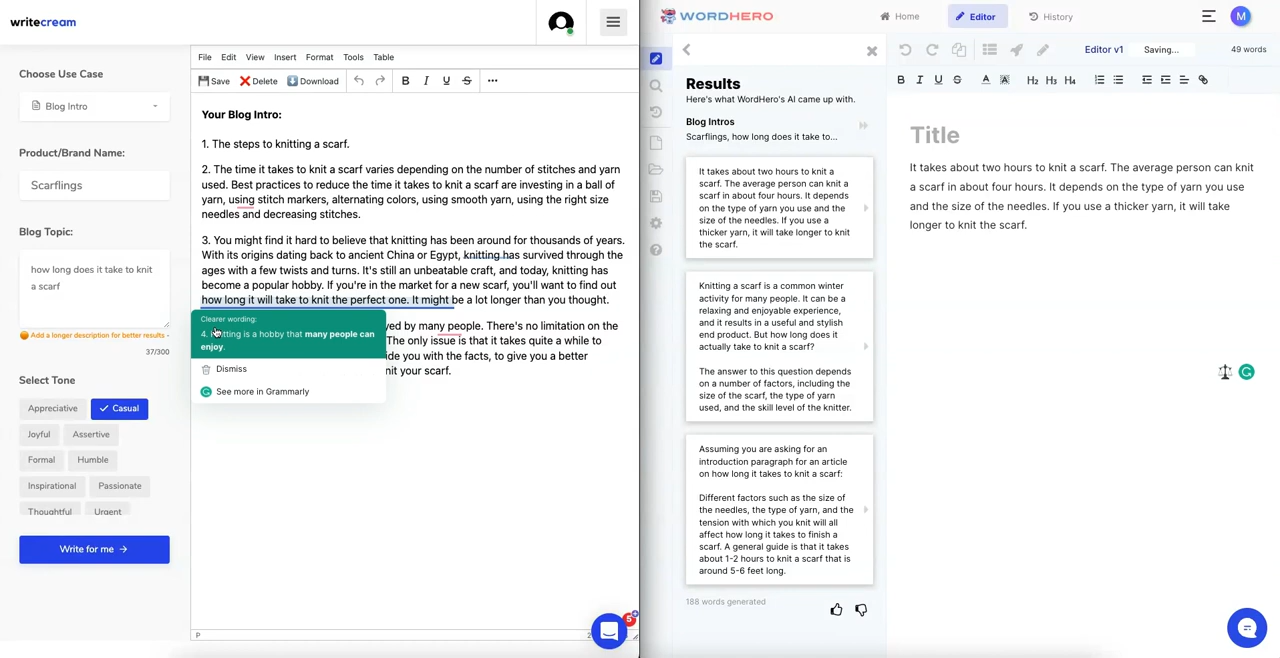 writecream
Choose Use Case
Blog Intro
Product/Brand Name:
Scarflings
Blog Topic:
how long does it take to knit
a scarf
Add a longer description for better results -
37/300
Select Tone
Appreciative
Casual
Joyful
Assertive
Formal
Humble
Inspirational
Passionate
Thoughtful
Urgent
Write for me
File Edit View Insert Format Tools Table
Save Delete Download B I U S ...
Your Blog Intro:
1. The steps to knitting a scarf.
2. The time it takes to knit a scarf varies depending on the number of stitches and yarn
used. Best practices to reduce the time it takes to knit a scarf are investing in a ball of
yarn, using stitch markers, alternating colors, using smooth yarn, using the right size
needles and decreasing stitches.
3. You might find it hard to believe that knitting has been around for thousands of years.
With its origins dating back to ancient China or Egypt, knitting has survived through the
ages with a few twists and turns. It's still an unbeatable craft, and today, knitting has
become a popular hobby. If you're in the market for a new scarf, you'll want to find out
how long it will take to knit the perfect one. It might be a lot longer than you thought.
Clearer wording:
4. Knitting is a hobby that many people can
enjoy.
Dismiss
See more in Grammarly
yed by many people. There's no limitation on the
The only issue is that it takes quite a while to
ide you with the facts, to give you a better
nit your scarf.
P
5
WORDHERO
Home
Editor
History
M
Results
Here's what WordHero's AI came up with.
Blog Intros
Scarflings, how long does it take to...
It takes about two hours to knit a
scarf. The average person can knit a
scarf in about four hours. It depends
on the type of yarn you use and the
size of the needles. If you use a
thicker yarn, it will take longer to knit
the scarf.
Knitting a scarf is a common winter
activity for many people. It can be a
relaxing and enjoyable experience,
and it results in a useful and stylish
end product. But how long does it
actually take to knit a scarf?
The answer to this question depends
on a number of factors, including the
size of the scarf, the type of yarn
used, and the skill level of the knitter.
Assuming you are asking for an
introduction paragraph for an article
on how long it takes to knit a scarf:
Different factors such as the size of
the needles, the type of yarn, and the
tension with which you knit will all
affect how long it takes to finish a
scarf. A general guide is that it takes
about 1-2 hours to knit a scarf that is
around 5-6 feet long.
188 words generated
Editor v1
Saving...
49 words
B I U S A A H2 H3 H4
Title
It takes about two hours to knit a scarf. The average person can knit
a scarf in about four hours. It depends on the type of yarn you use
and the size of the needles. If you use a thicker yarn, it will take
longer to knit the scarf.